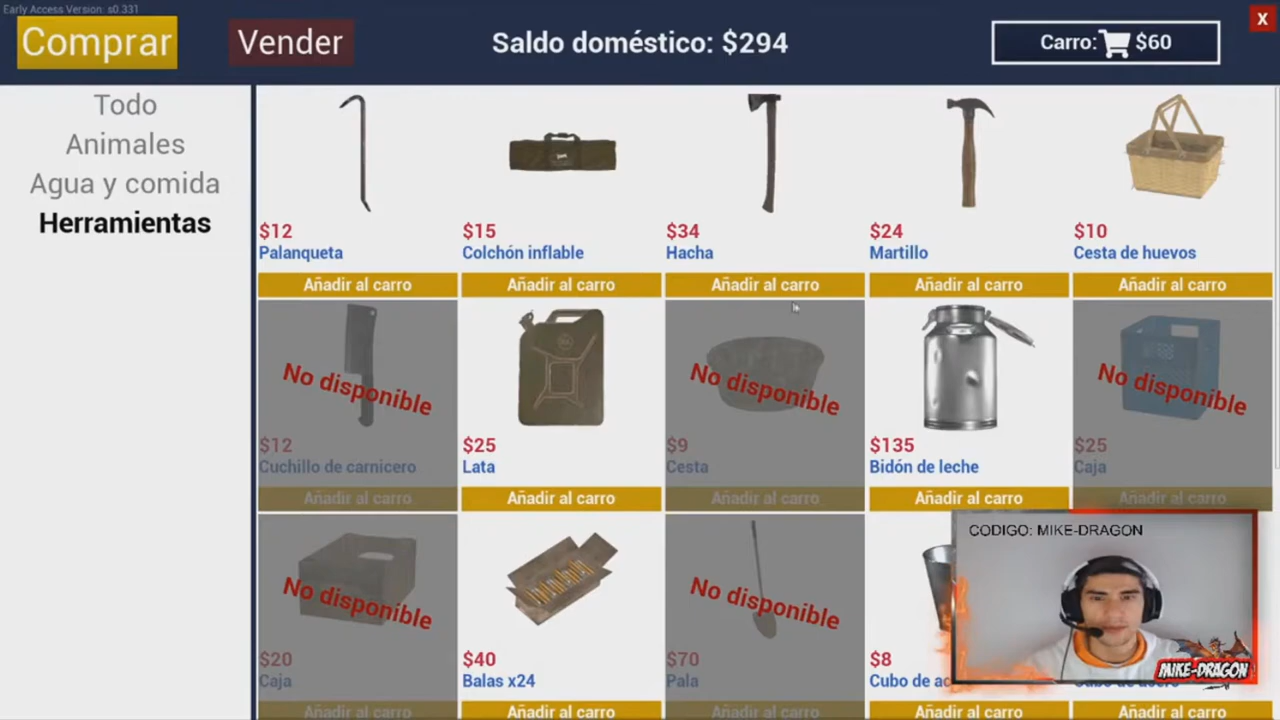 Early Access Version: s0.331
Comprar
Vender
Saldo doméstico: $294
Carro: $60
X
Todo
Animales
Agua y comida
Herramientas
$12
Palanqueta
Añadir al carro
$15
Colchón inflable
Añadir al carro
$34
Hacha
Añadir al carro
$24
Martillo
Añadir al carro
$10
Cesta de huevos
Añadir al carro
No disponible
$12
Cuchillo de carnicero
Añadir al carro
$25
Lata
Añadir al carro
No disponible
$9
Cesta
Añadir al carro
$135
Bidón de leche
Añadir al carro
No disponible
$25
Caja
Añadir al carro
No disponible
$20
Caja
Añadir al carro
$40
Balas x24
Añadir al carro
No disponible
$70
Pala
Añadir al carro
$8
Cubo de
Añadir al carro
Añadir al carro
CODIGO: MIKE-DRAGON
MIKE-DRAGON